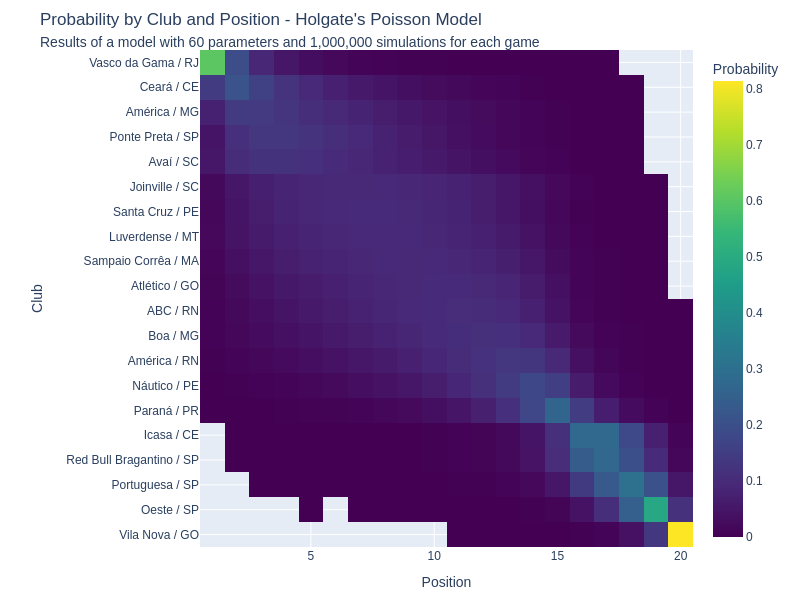 Probability by Club and Position - Holgate's Poisson Model
Results of a model with 60 parameters and 1,000,000 simulations for each game
Probability
Vasco da Gama / RJ
Ceará / CE
América / MG
Ponte Preta / SP
Avaí / SC
Joinville / SC
Santa Cruz / PE
Luverdense / MT
Sampaio Corrêa / MA
Atlético / GO
ABC / RN
Boa / MG
América / RN
Náutico / PE
Paraná / PR
Icasa / CE
Red Bull Bragantino / SP
Portuguesa / SP
Oeste / SP
Vila Nova / GO
Club
5
10
15
20
Position
0.8
0.7
0.6
0.5
0.4
0.3
0.2
0.1
0